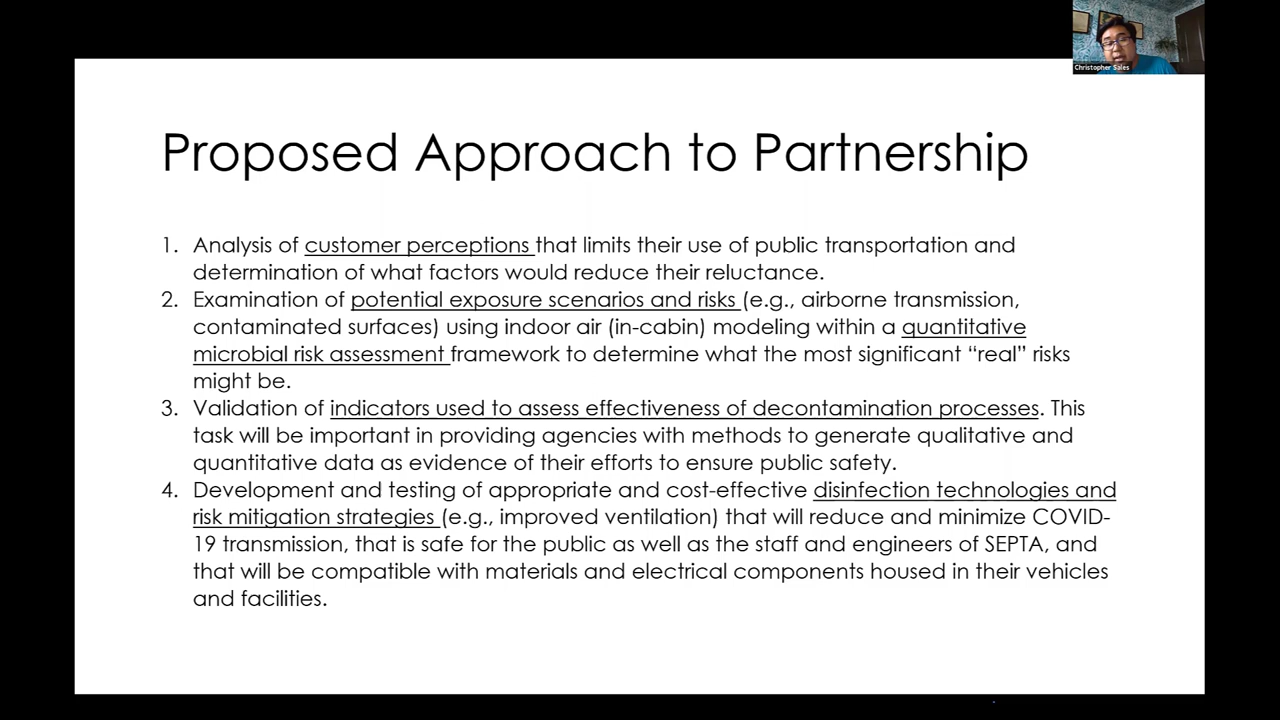 Christopher Sales
Proposed Approach to Partnership
1. Analysis of customer perceptions that limits their use of public transportation and
determination of what factors would reduce their reluctance.
2. Examination of potential exposure scenarios and risks (e.g., airborne transmission,
contaminated surfaces) using indoor air (in-cabin) modeling within a quantitative
microbial risk assessment framework to determine what the most significant “real” risks
might be.
3. Validation of indicators used to assess effectiveness of decontamination processes. This
task will be important in providing agencies with methods to generate qualitative and
quantitative data as evidence of their efforts to ensure public safety.
4. Development and testing of appropriate and cost-effective disinfection technologies and
risk mitigation strategies (e.g., improved ventilation) that will reduce and minimize COVID-
19 transmission, that is safe for the public as well as the staff and engineers of SEPTA, and
that will be compatible with materials and electrical components housed in their vehicles
and facilities.